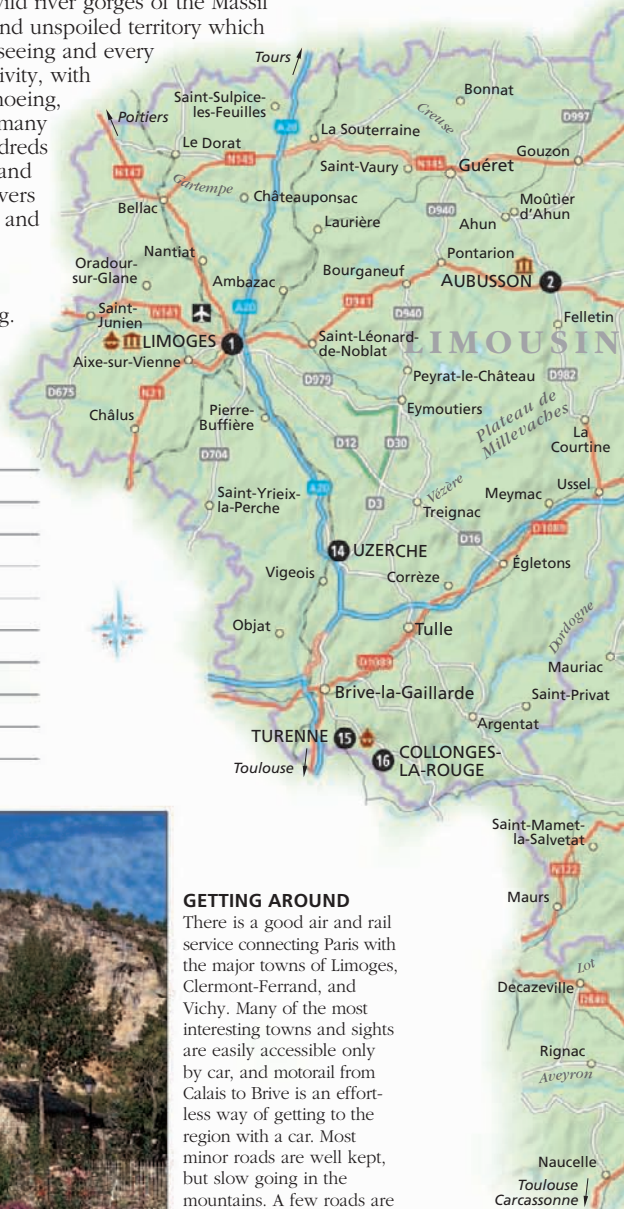 wild river gorges of the Massif
and unspoiled territory which
seeing and every
ivity, with
noeing,
many
dreds
and
vers
and
g.
Tours
Poitiers
Saint-Sulpice-
les-Feuilles
Bonnat
A20
Creuse
D997
La Souterraine
Le Dorat
N145
Saint-Vaury
N145
Guéret
Gouzon
N147
Gartempe
Châteauponsac
Bellac
D940
Moûtier
d'Ahun
Ahun
Laurière
Nantiat
Pontarion
Oradour-
sur-Glane
Bourganeuf
AUBUSSON 2
Ambazac
D941
Saint-
Junien
N141
A20
D940
Felletin
LIMOGES 1
Saint-Léonard-
de-Noblat
LIMOUSIN
Aixe-sur-Vienne
D979
Peyrat-le-Château
D982
D675
N21
Eymoutiers
Plateau de
Millevaches
Châlus
Pierre-
Buffière
D12
D30
La
Courtine
D704
A20
Vézère
Ussel
Saint-Yrieix-
la-Perche
D3
Meymac
Treignac
D1089
D16
14 UZERCHE
Égletons
Vigeois
Corrèze
Dordogne
Objat
Tulle
Mauriac
D1089
Brive-la-Gaillarde
Saint-Privat
Argentat
TURENNE 15
16 COLLONGES-
LA-ROUGE
Toulouse
Saint-Mamet-
la-Salvetat
N122
Maurs
Lot
Decazeville
D840
Rignac
Aveyron
Naucelle
Toulouse
Carcassonne
GETTING AROUND
There is a good air and rail
service connecting Paris with
the major towns of Limoges,
Clermont-Ferrand, and
Vichy. Many of the most
interesting towns and sights
are easily accessible only
by car, and motorail from
Calais to Brive is an effort-
less way of getting to the
region with a car. Most
minor roads are well kept,
but slow going in the
mountains. A few roads are